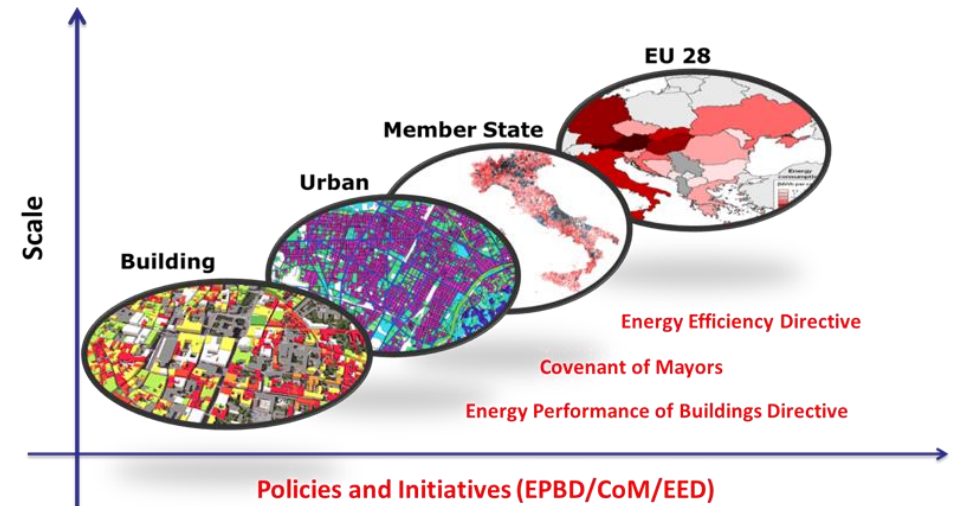 EU 28
Member State
Urban
Building
Scale
Energy
Energy Efficiency Directive
Covenant of Mayors
Energy Performance of Buildings Directive
Policies and Initiatives (EPBD/CoM/EED)